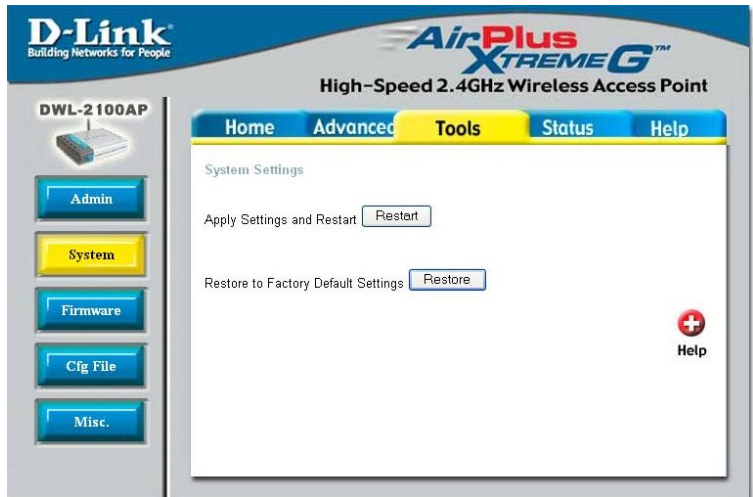 D-Link
Building Networks for People
AirPlus
XTREME G™
High-Speed 2.4GHz Wireless Access Point
DWL-2100AP
Home Advanced Tools Status Help
System Settings
Admin
Apply Settings and Restart Restart
System
Restore to Factory Default Settings Restore
Firmware
Help
Cfg File
Misc.